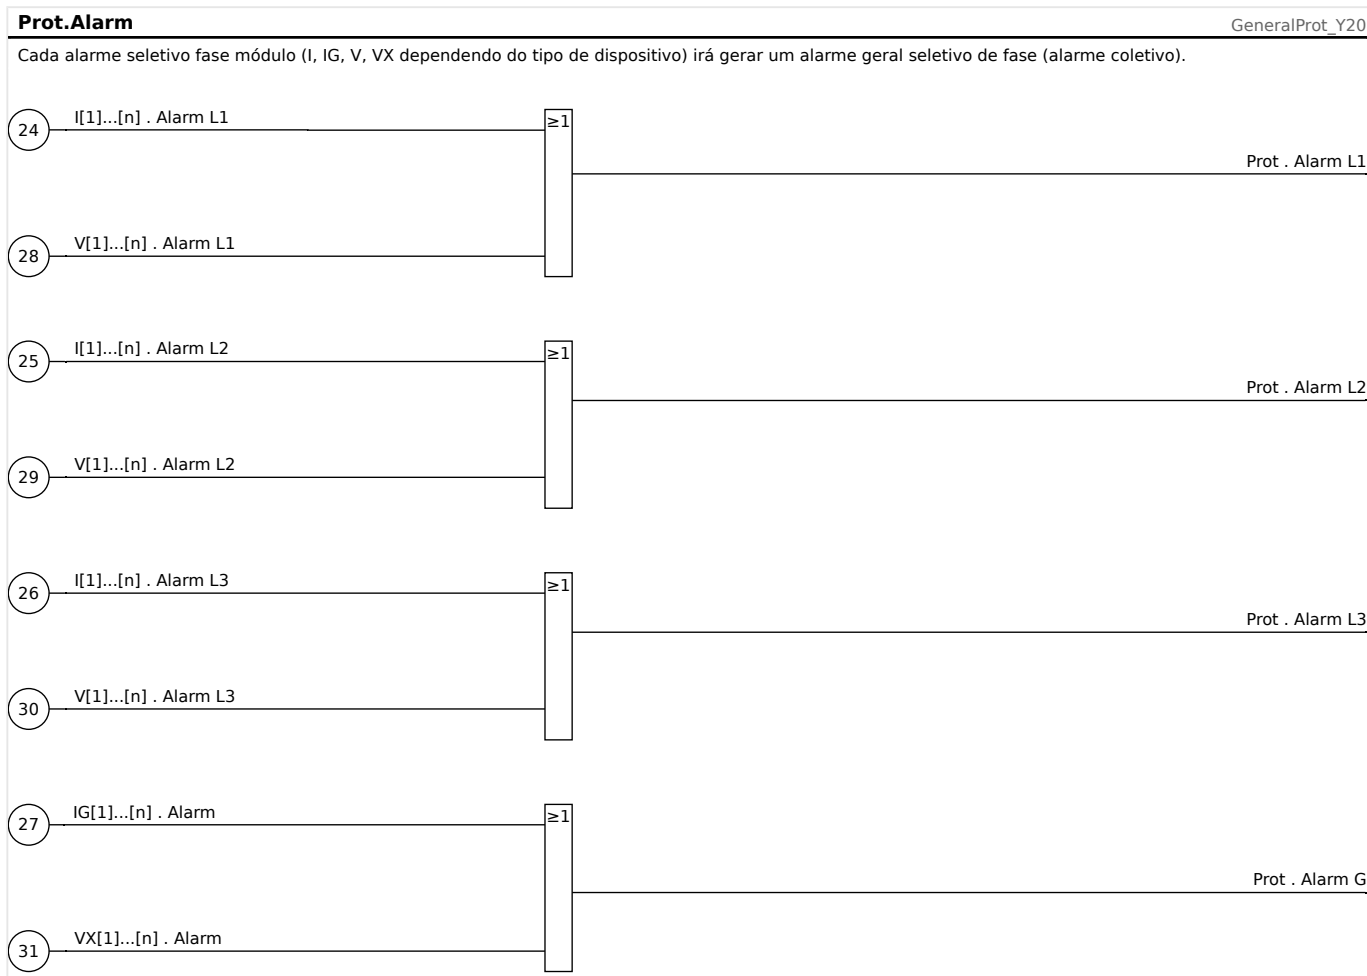 Prot.Alarm
GeneralProt_Y20
Cada alarme seletivo fase módulo (I, IG, V, VX dependendo do tipo de dispositivo) irá gerar um alarme geral seletivo de fase (alarme coletivo).
24
I[1]...[n] . Alarm L1
≥1
Prot . Alarm L1
28
V[1]...[n] . Alarm L1
25
I[1]...[n] . Alarm L2
≥1
Prot . Alarm L2
29
V[1]...[n] . Alarm L2
26
I[1]...[n] . Alarm L3
≥1
Prot . Alarm L3
30
V[1]...[n] . Alarm L3
27
IG[1]...[n] . Alarm
≥1
Prot . Alarm G
31
VX[1]...[n] . Alarm